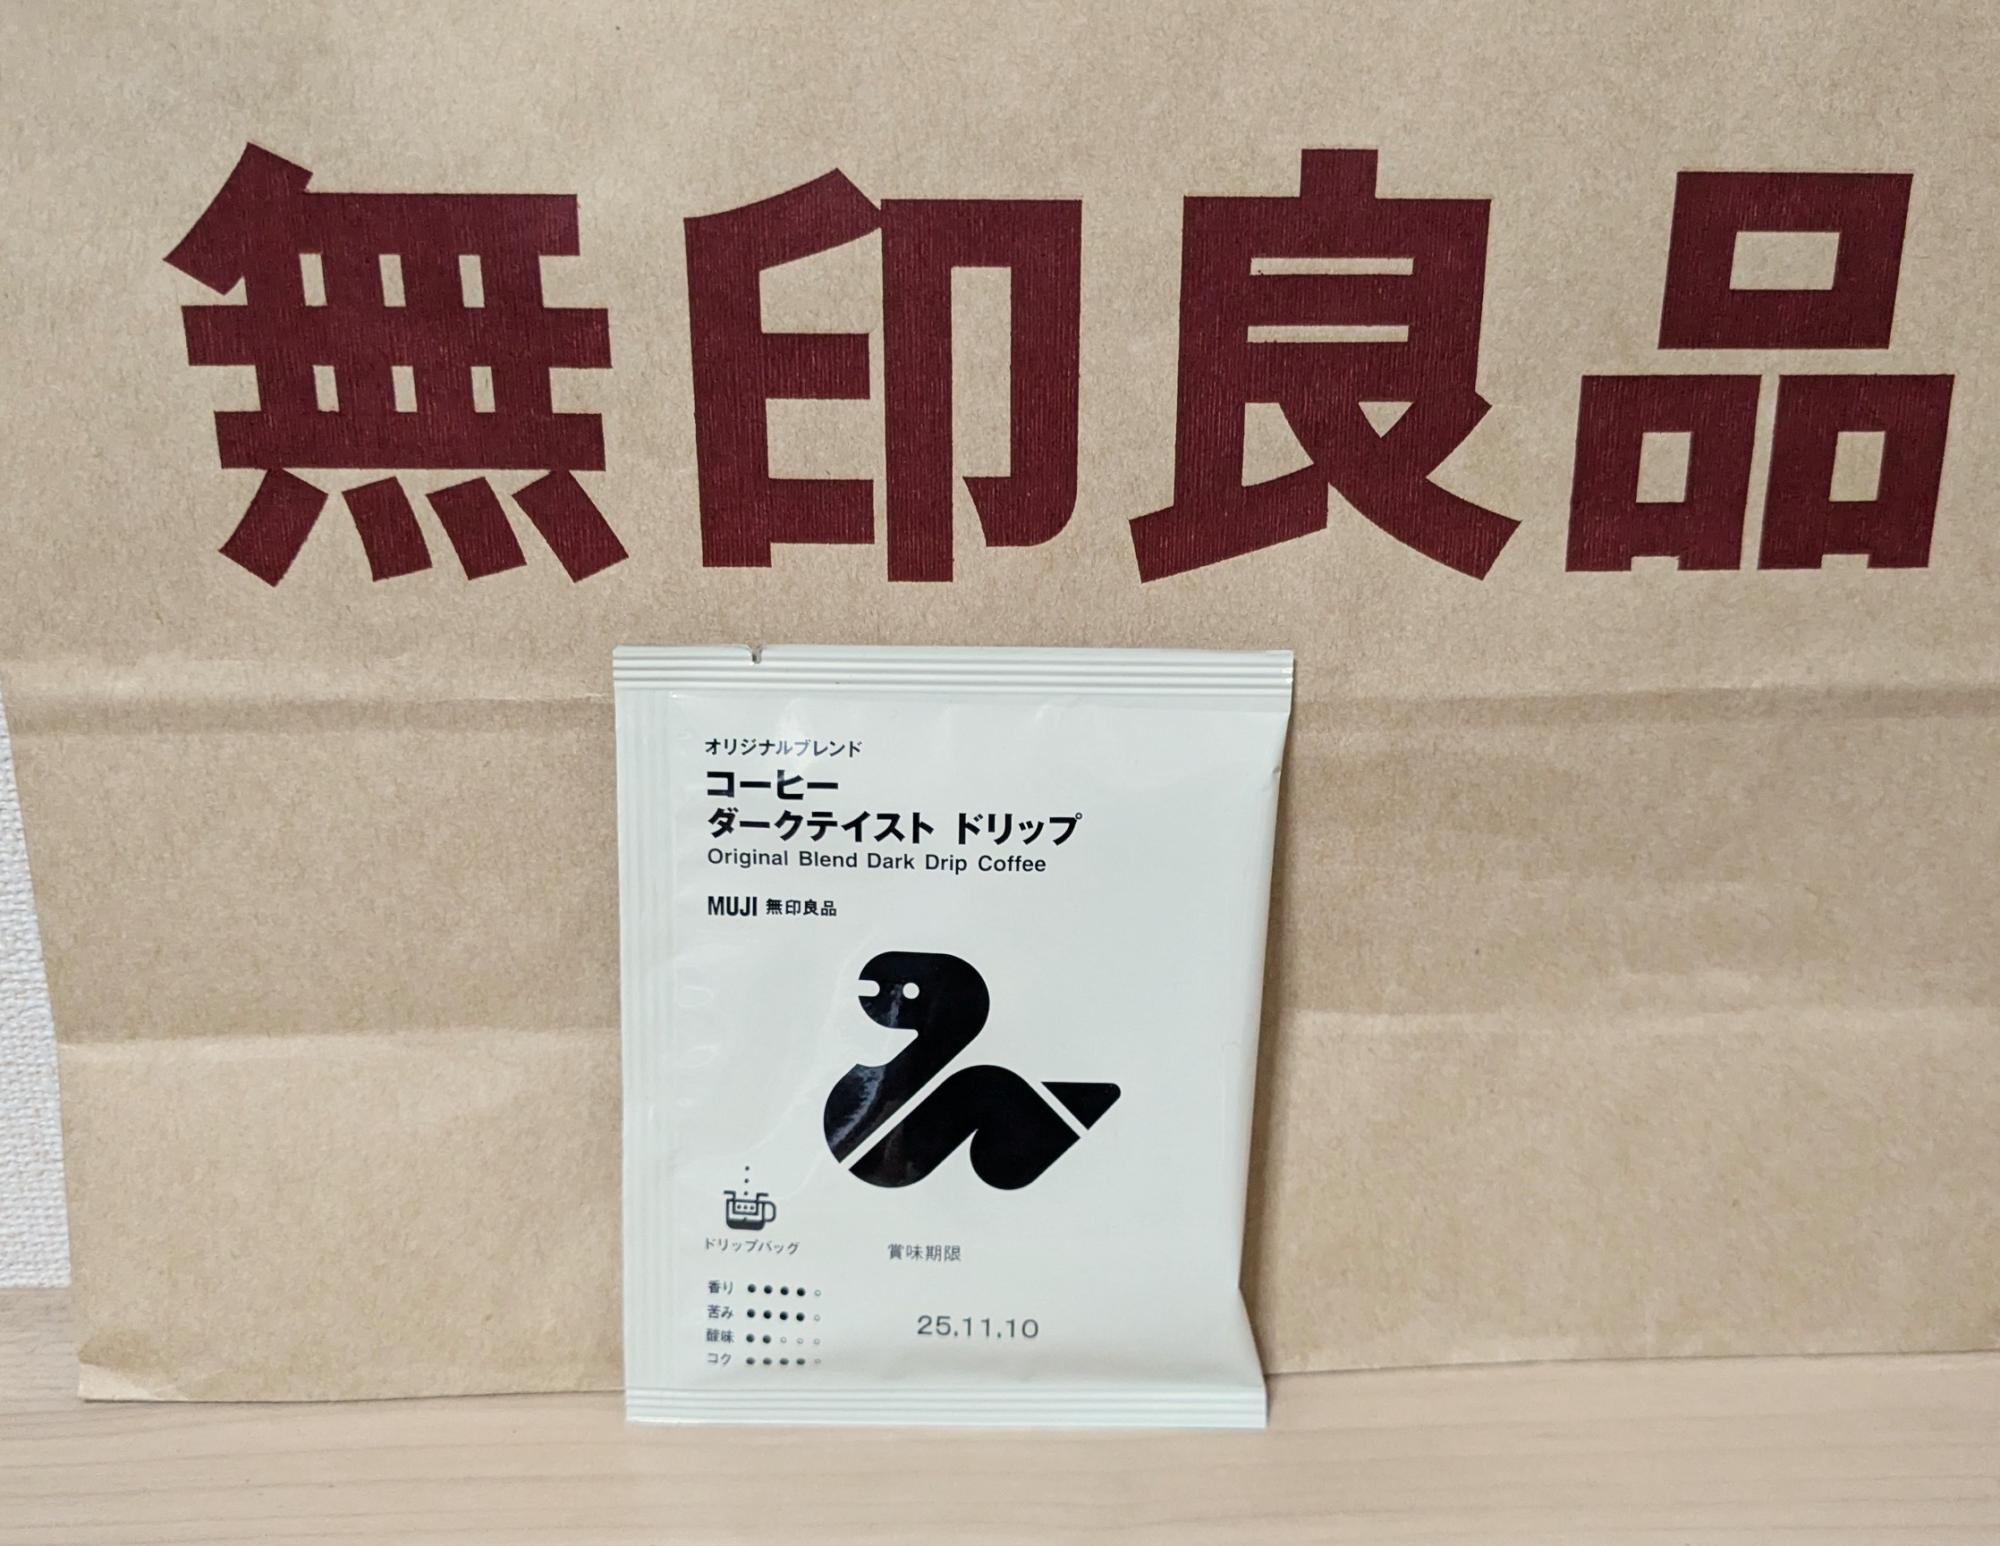 無印良品
オリジナルブレンド
コーヒー
ダークテイスト ドリップ
Original Blend Dark Drip Coffee
MUJI 無印良品
ドリップバッグ
賞味期限
香り
苦み
酸味
コク
25.11.10